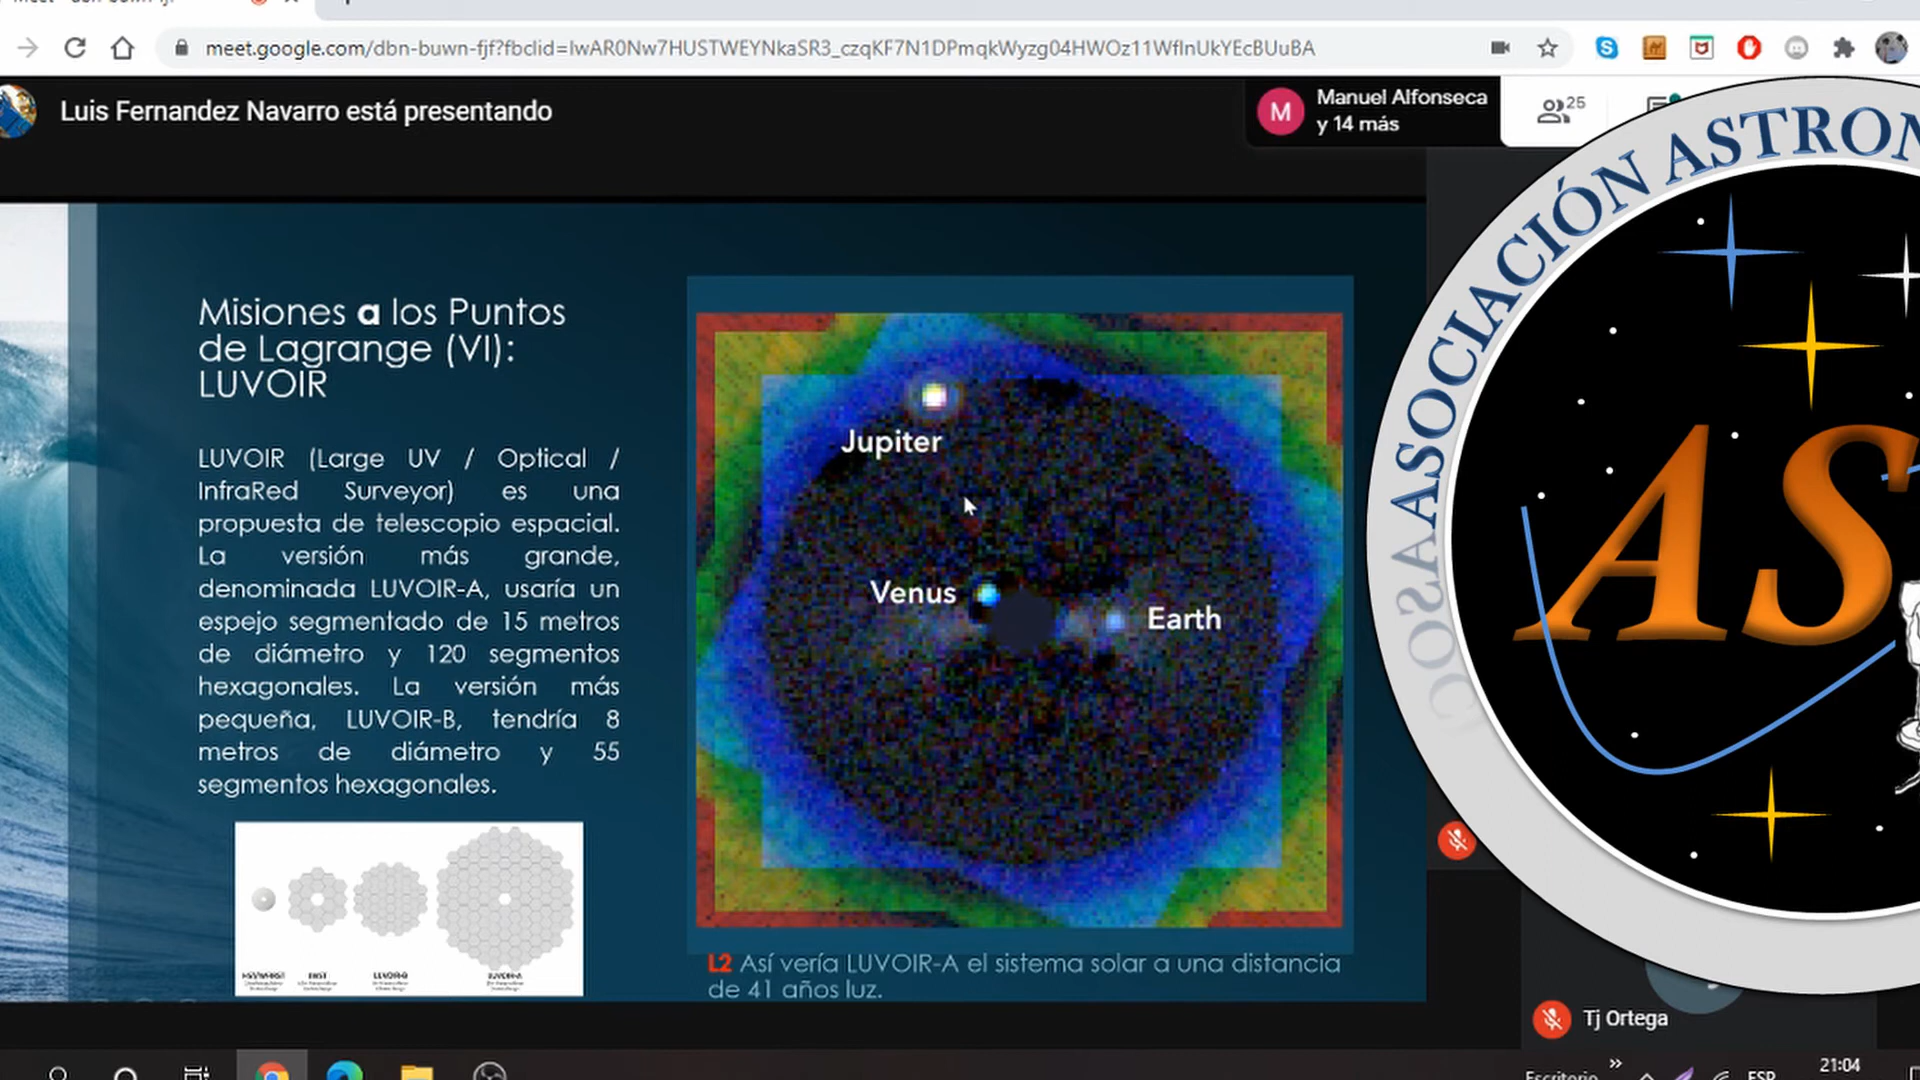 meet.google.com/dbn-buwn-fjf?fbclid=IwAR0Nw7HUSTWEYNkaSR3_czqKF7N1DPmqkWyzg04HWOz11WfInUkYEcBUuBA
Luis Fernandez Navarro está presentando
M
Manuel Alfonseca
y 14 más
25
Misiones a los Puntos
de Lagrange (VI):
LUVOIR
LUVOIR (Large UV / Optical /
InfraRed Surveyor) es una
propuesta de telescopio espacial.
La versión más grande,
denominada LUVOIR-A, usaría un
espejo segmentado de 15 metros
de diámetro y 120 segmentos
hexagonales. La versión más
pequeña, LUVOIR-B, tendría 8
metros de diámetro y 55
segmentos hexagonales.
Jupiter
Venus
Earth
L2 Así vería LUVOIR-A el sistema solar a una distancia
de 41 años luz.
ASOCIACIÓN ASTRON
AS
Tj Ortega
Escritorio
ESP
21:04